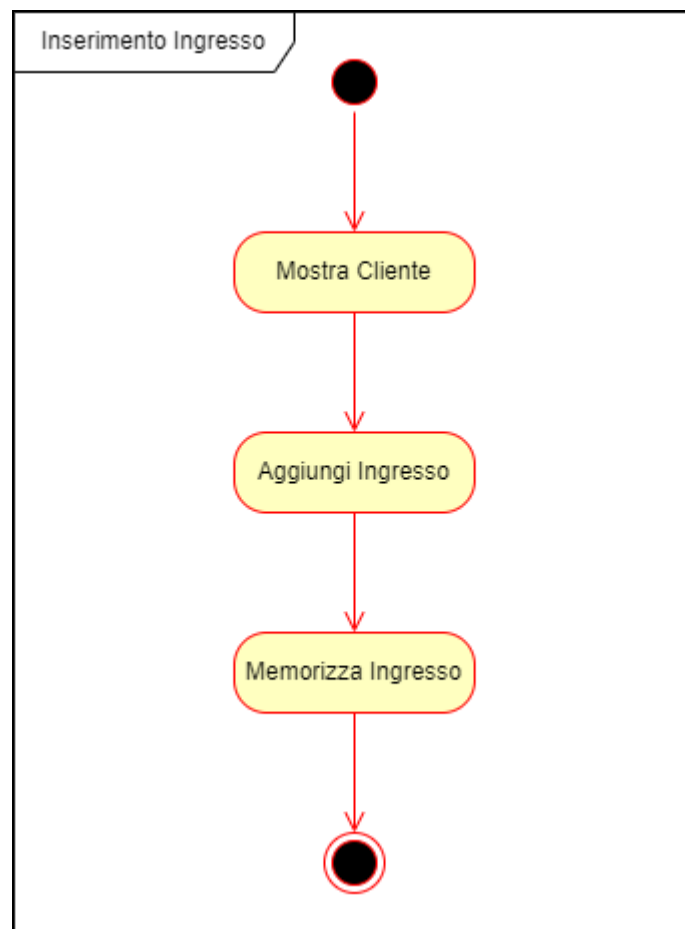 Inserimento Ingresso
Mostra Cliente
Aggiungi Ingresso
Memorizza Ingresso